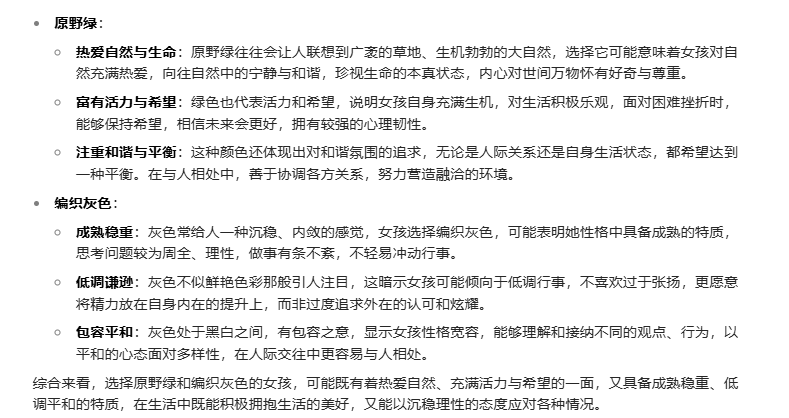 原野绿：
热爱自然与生命：原野绿往往会让人联想到广袤的草地、生机勃勃的大自然，选择它可能意味着女孩对自
然充满热爱，向往自然中的宁静与和谐，珍视生命的本真状态，内心对世间万物怀有好奇与尊重。
富有活力与希望：绿色也代表活力和希望，说明女孩自身充满生机，对生活积极乐观，面对困难挫折时，
能够保持希望，相信未来会更好，拥有较强的心理韧性。
注重和谐与平衡：这种颜色还体现出对和谐氛围的追求，无论是人际关系还是自身生活状态，都希望达到
一种平衡。在与人相处中，善于协调各方关系，努力营造融洽的环境。
编织灰色：
成熟稳重：灰色常给人一种沉稳、内敛的感觉，女孩选择编织灰色，可能表明她性格中具备成熟的特质，
思考问题较为周全、理性，做事有条不紊，不轻易冲动行事。
低调谦逊：灰色不似鲜艳色彩那般引人注目，这暗示女孩可能倾向于低调行事，不喜欢过于张扬，更愿意
将精力放在自身内在的提升上，而非过度追求外在的认可和炫耀。
包容平和：灰色处于黑白之间，有包容之意，显示女孩性格宽容，能够理解和接纳不同的观点、行为，以
平和的心态面对多样性，在人际交往中更容易与人相处。
综合来看，选择原野绿和编织灰色的女孩，可能既有着热爱自然、充满活力与希望的一面，又具备成熟稳重、低
调平和的特质，在生活中既能积极拥抱生活的美好，又能以沉稳理性的态度应对各种情况。